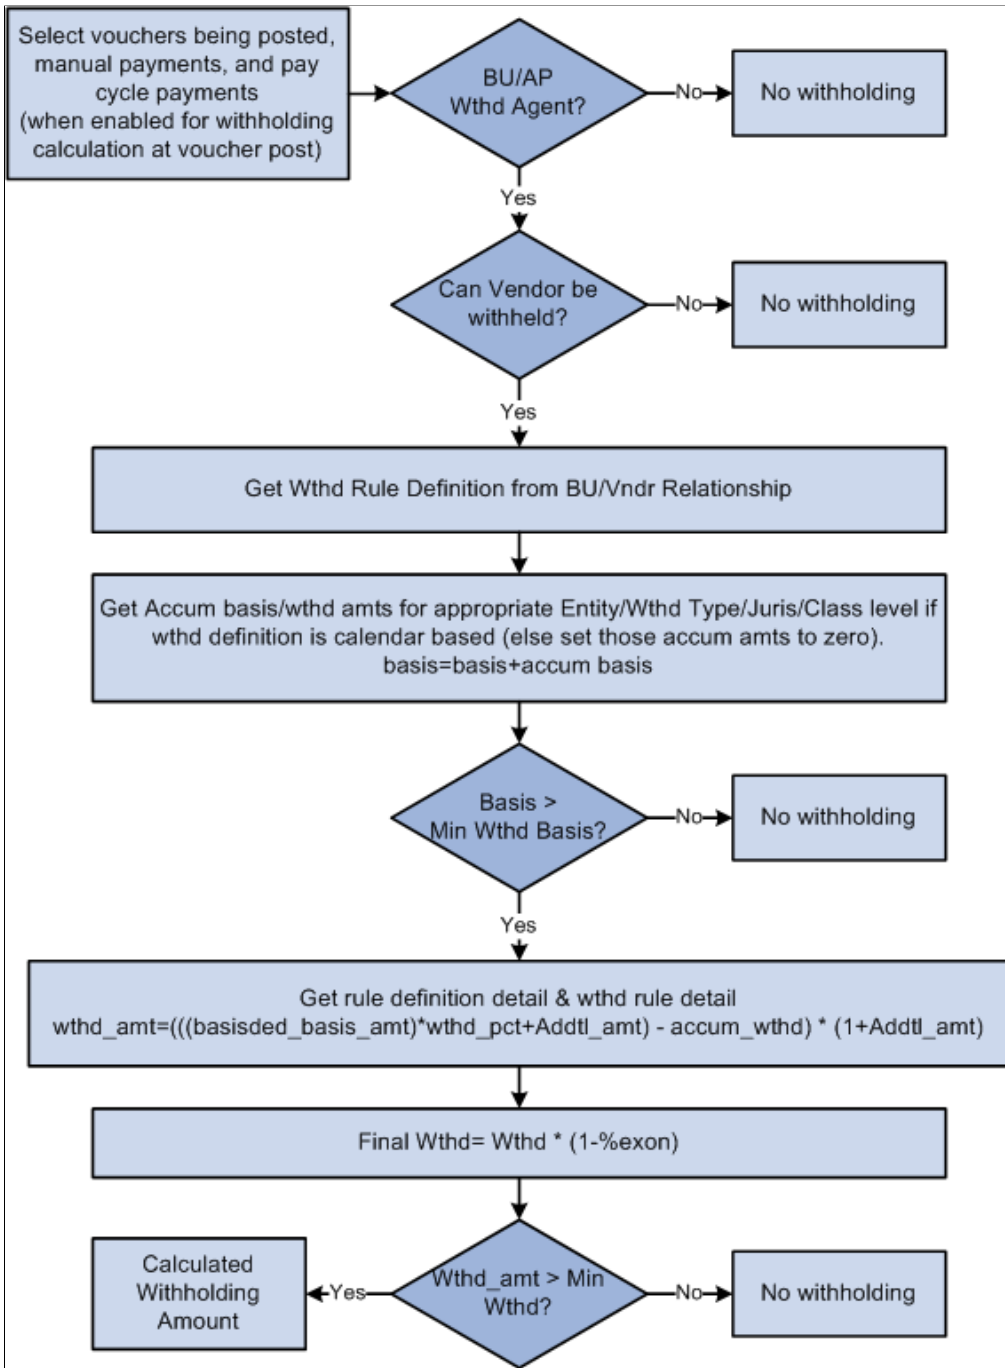 Select vouchers being posted,
manual payments, and pay
cycle payments
(when enabled for withholding
calculation at voucher post)
BU/AP
Wthd Agent?
No
No withholding
Yes
Can Vendor be
withheld?
No
No withholding
Yes
Get Wthd Rule Definition from BU/Vndr Relationship
Get Accum basis/wthd amts for appropriate Entity/Wthd Type/Juris/Class level if
wthd definition is calendar based (else set those accum amts to zero).
basis=basis+accum basis
Basis >
Min Wthd Basis?
No
No withholding
Yes
Get rule definition detail & wthd rule detail
wthd_amt=(((basisded_basis_amt)*wthd_pct+Addtl_amt) - accum_wthd) * (1+Addtl_amt)
Final Wthd= Wthd * (1-%exon)
Wthd_amt > Min
Wthd?
Yes
Calculated
Withholding
Amount
No
No withholding